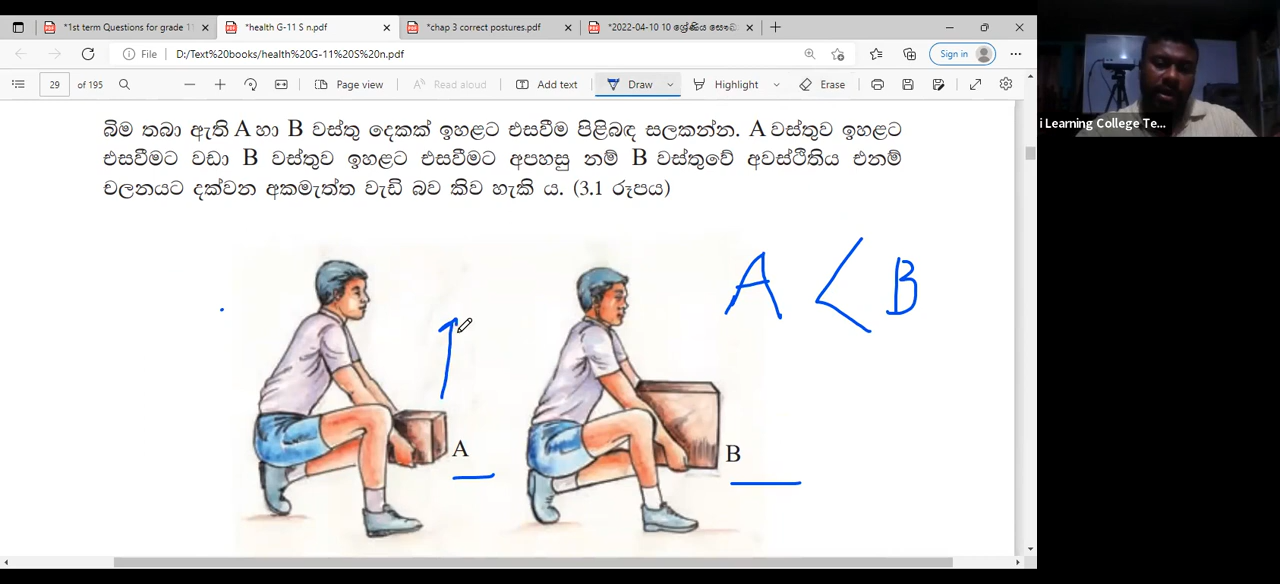 *1st term Questions for grade 1
*health G-11 S n.pdf
*chap 3 correct postures.pdf
*2022-04-10 10 ශ්‍රේණිය සෞඛ්‍
File D:/Text%20books/health%20G-11%20S%20n.pdf
Sign in
29 of 195
Page view
Read aloud
Add text
Draw
Highlight
Erase
බිම තබා ඇති A හා B වස්තු දෙකක් ඉහළට එසවීම පිළිබඳ සලකන්න. A වස්තුව ඉහළට
එසවීමට වඩා B වස්තුව ඉහළට එසවීමට අපහසු නම් B වස්තුවේ අවස්ථිතිය එනම්
චලනයට දක්වන අකමැත්ත වැඩි බව කිව හැකි ය. (3.1 රූපය)
A < B
A
B
i Learning College Te...